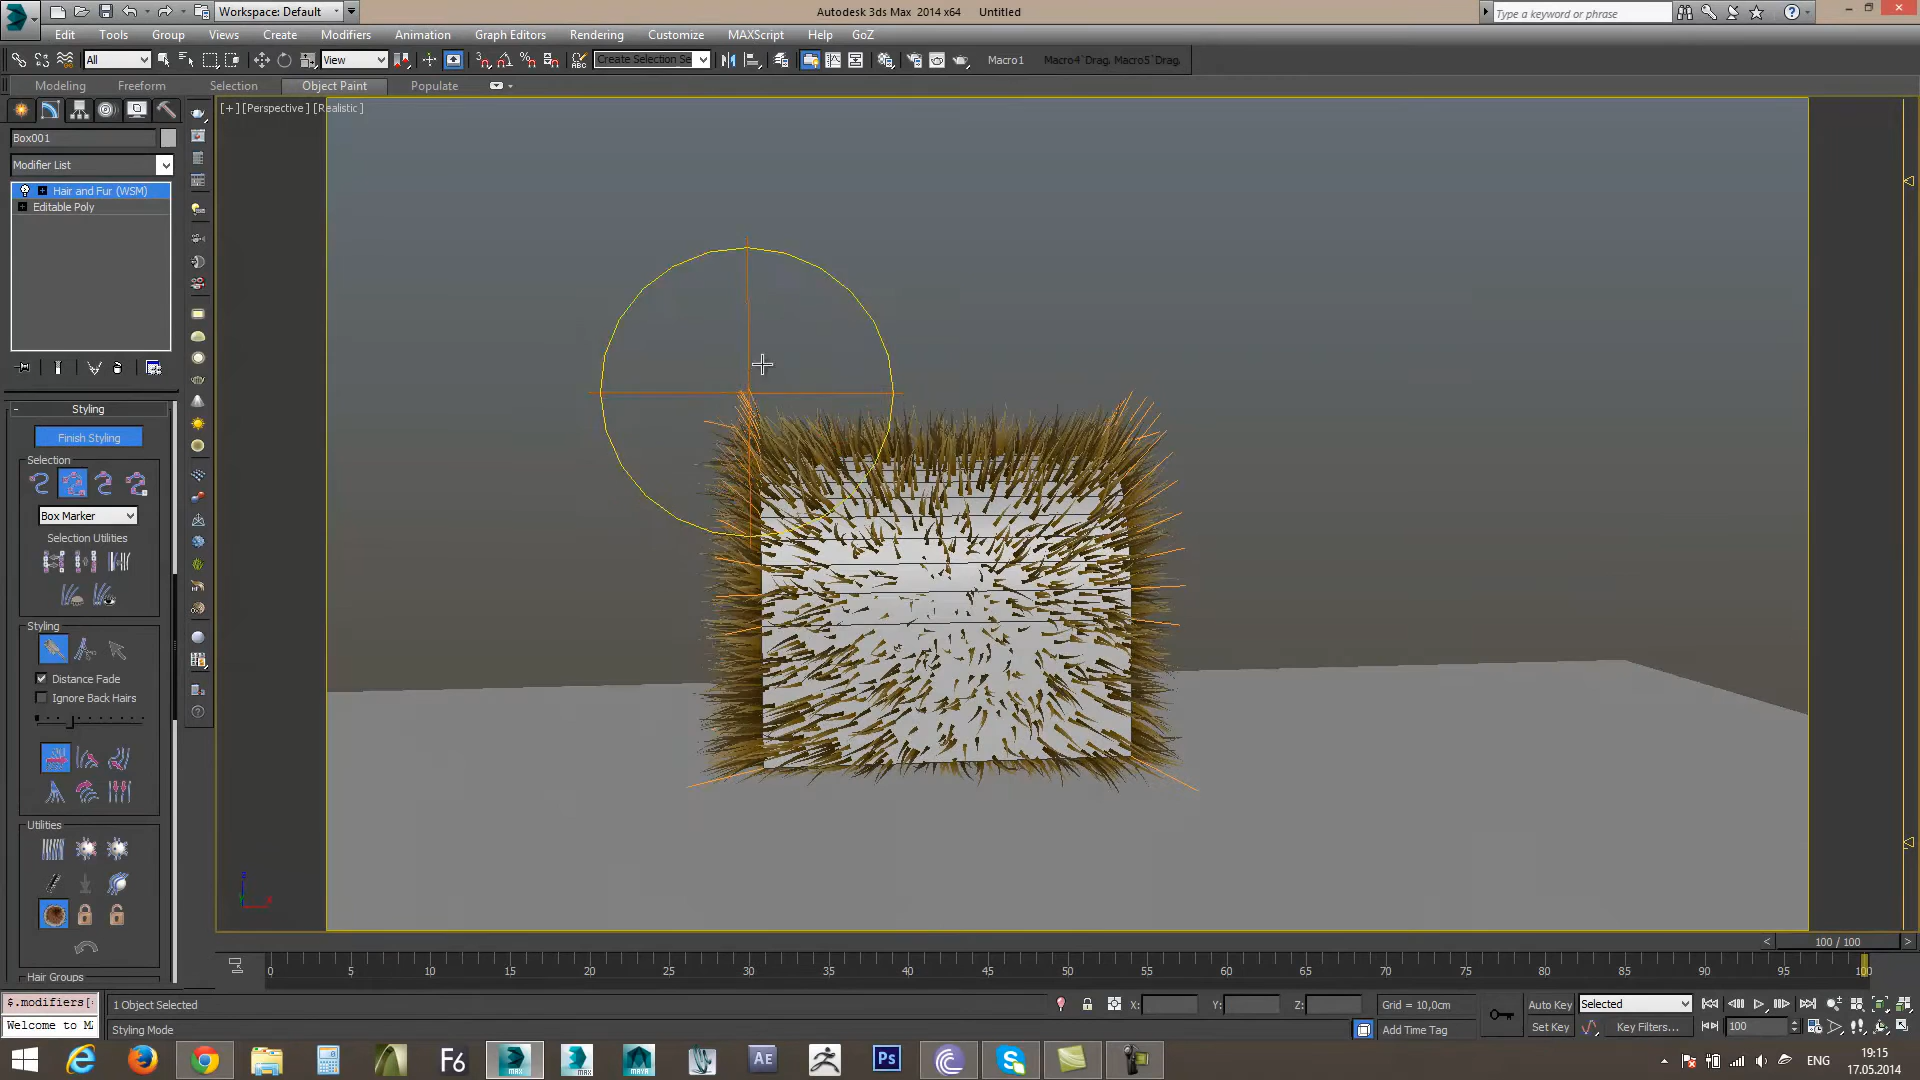 Workspace: Default
Autodesk 3ds Max 2014 x64 Untitled
Type a keyword or phrase
Edit Tools Group Views Create Modifiers Animation Graph Editors Rendering Customize MAXScript Help GoZ
All
View
Create Selection Se
Macro1
Macro4`Drag, Macro5`Drag,
Modeling Freeform Selection Object Paint Populate
[+] [Perspective] [Realistic]
Box001
Modifier List
Hair and Fur (WSM)
Editable Poly
- Styling
Finish Styling
Selection
Box Marker
Selection Utilities
Styling
Distance Fade
Ignore Back Hairs
Utilities
Hair Groups
z
x
< 100 / 100 >
0 5 10 15 20 25 30 35 40 45 50 55 60 65 70 75 80 85 90 95 100
$.modifiers[
1 Object Selected
X: Y: Z:
Grid = 10,0cm
Auto Key
Selected
Welcome to M
Styling Mode
Add Time Tag
Set Key
Key Filters...
100
F6
MAX
MAX
MAYA
Ae
Ps
ENG
19:15
17.05.2014